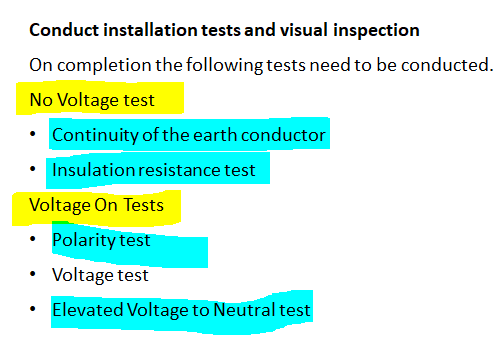 Conduct installation tests and visual inspection
On completion the following tests need to be conducted.
No Voltage test
• Continuity of the earth conductor
• Insulation resistance test
Voltage On Tests
• Polarity test
• Voltage test
• Elevated Voltage to Neutral test